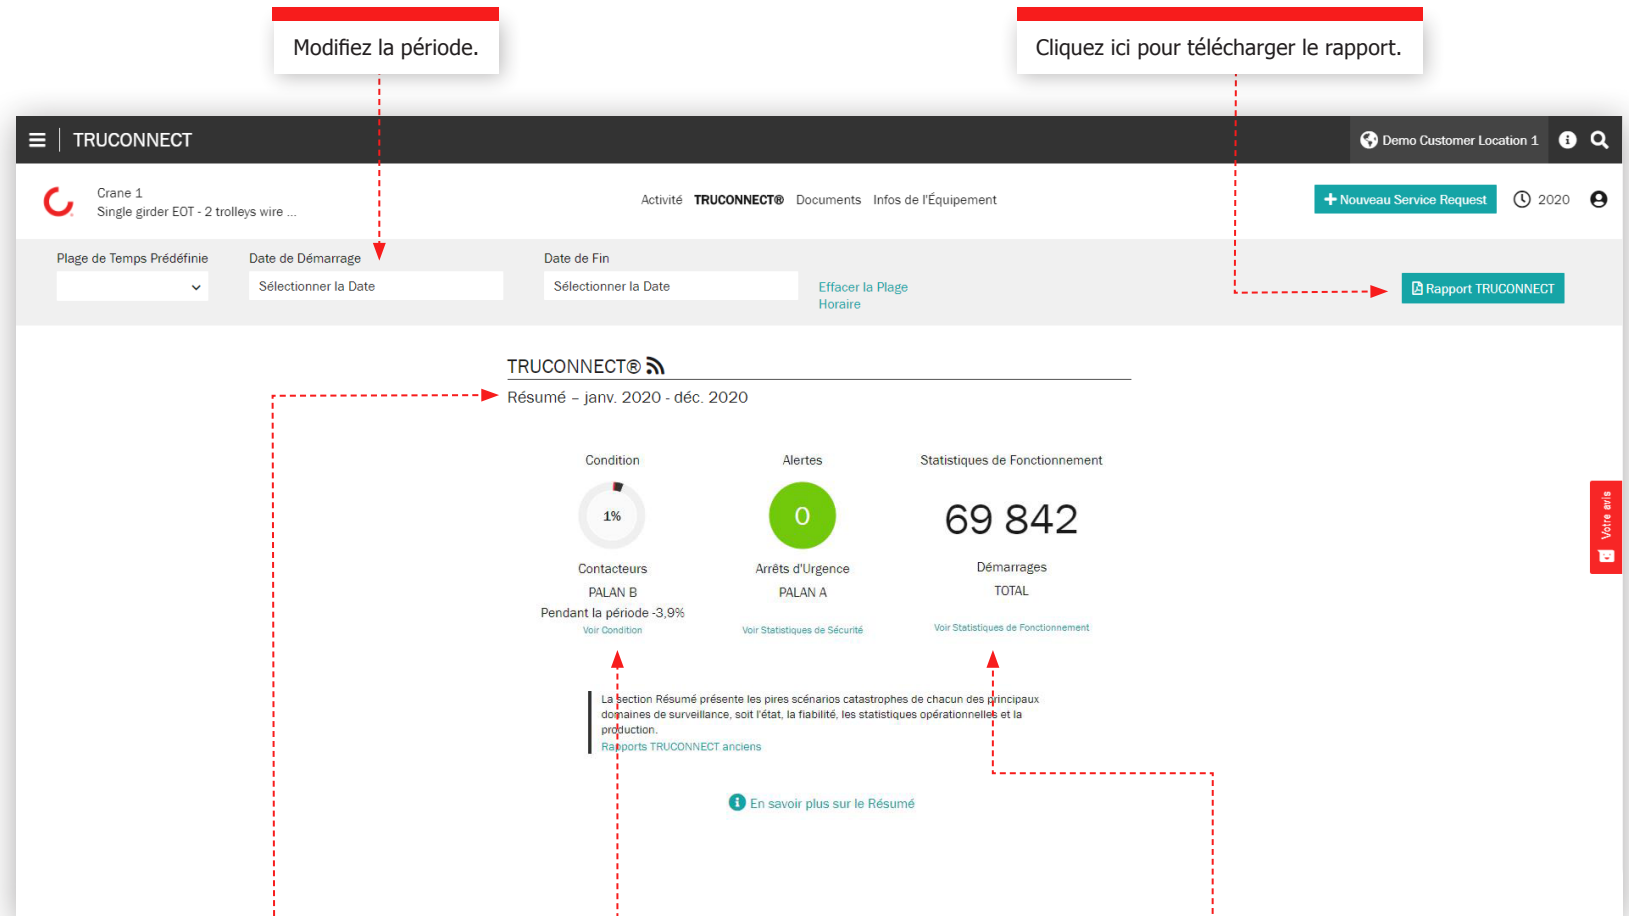 Modifiez la période.
Cliquez ici pour télécharger le rapport.
TRUCONNECT
Demo Customer Location 1
Crane 1
Single girder EOT - 2 trolleys wire ...
Activité TRUCONNECT® Documents Infos de l'Équipement
Nouveau Service Request
2020
Plage de Temps Prédéfinie
Date de Démarrage
Date de Fin
Sélectionner la Date
Sélectionner la Date
Effacer la Plage
Horaire
Rapport TRUCONNECT
TRUCONNECT®
Résumé – janv. 2020 - déc. 2020
Condition
Alertes
Statistiques de Fonctionnement
1%
0
69 842
Contacteurs
Arrêts d'Urgence
Démarrages
PALAN B
PALAN A
TOTAL
Pendant la période -3,9%
Voir Condition
Voir Statistiques de Sécurité
Voir Statistiques de Fonctionnement
Votre avis
La section Résumé présente les pires scénarios catastrophes de chacun des principaux
domaines de surveillance, soit l'état, la fiabilité, les statistiques opérationnelles et la
production.
Rapports TRUCONNECT anciens
En savoir plus sur le Résumé